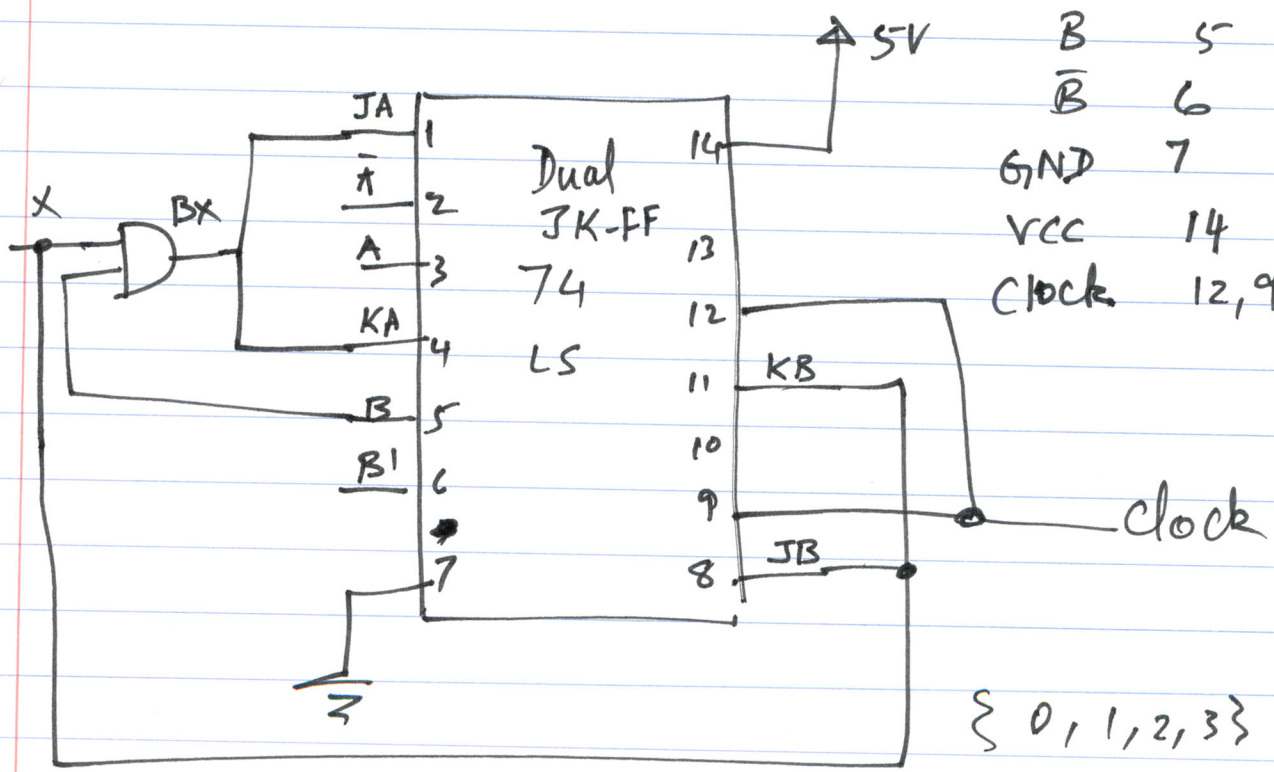 5V
B 5
B̅ 6
GND 7
VCC 14
Clock 12, 9
X
BX
JA 1
A̅ 2
A 3
KA 4
B 5
B' 6
7
Dual
JK-FF
74
LS
14
13
12
11 KB
10
9
8 JB
Clock
{ 0, 1, 2, 3 }